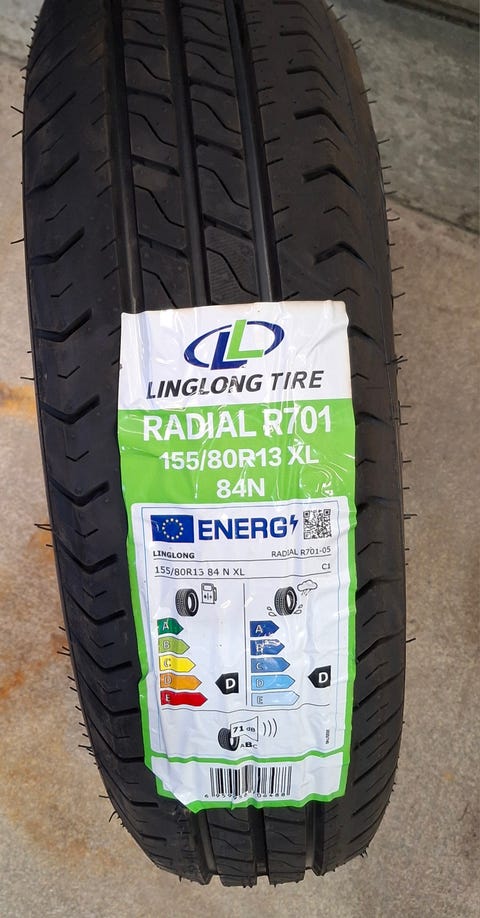 LINGLONG TIRE
RADIAL R701
155/80R13 XL
84N
ENERG
LINGLONG RADIAL R701-05
155/80R13 84 N XL C1
A A
B B
C C
D D D D
E E
71 dB
ABC